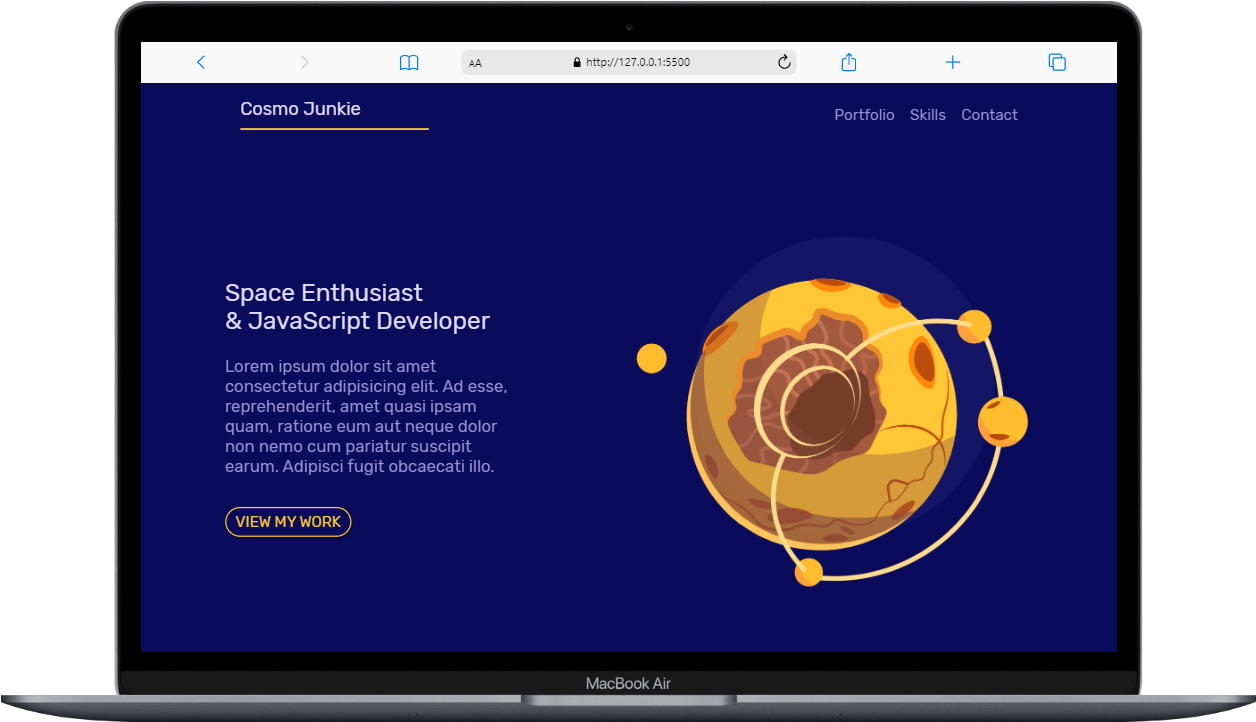 AA http://127.0.0.1:5500
Cosmo Junkie
Portfolio Skills Contact
Space Enthusiast
& JavaScript Developer
Lorem ipsum dolor sit amet
consectetur adipisicing elit. Ad esse,
reprehenderit, amet quasi ipsam
quam, ratione eum aut neque dolor
non nemo cum pariatur suscipit
earum. Adipisci fugit obcaecati illo.
VIEW MY WORK
MacBook Air